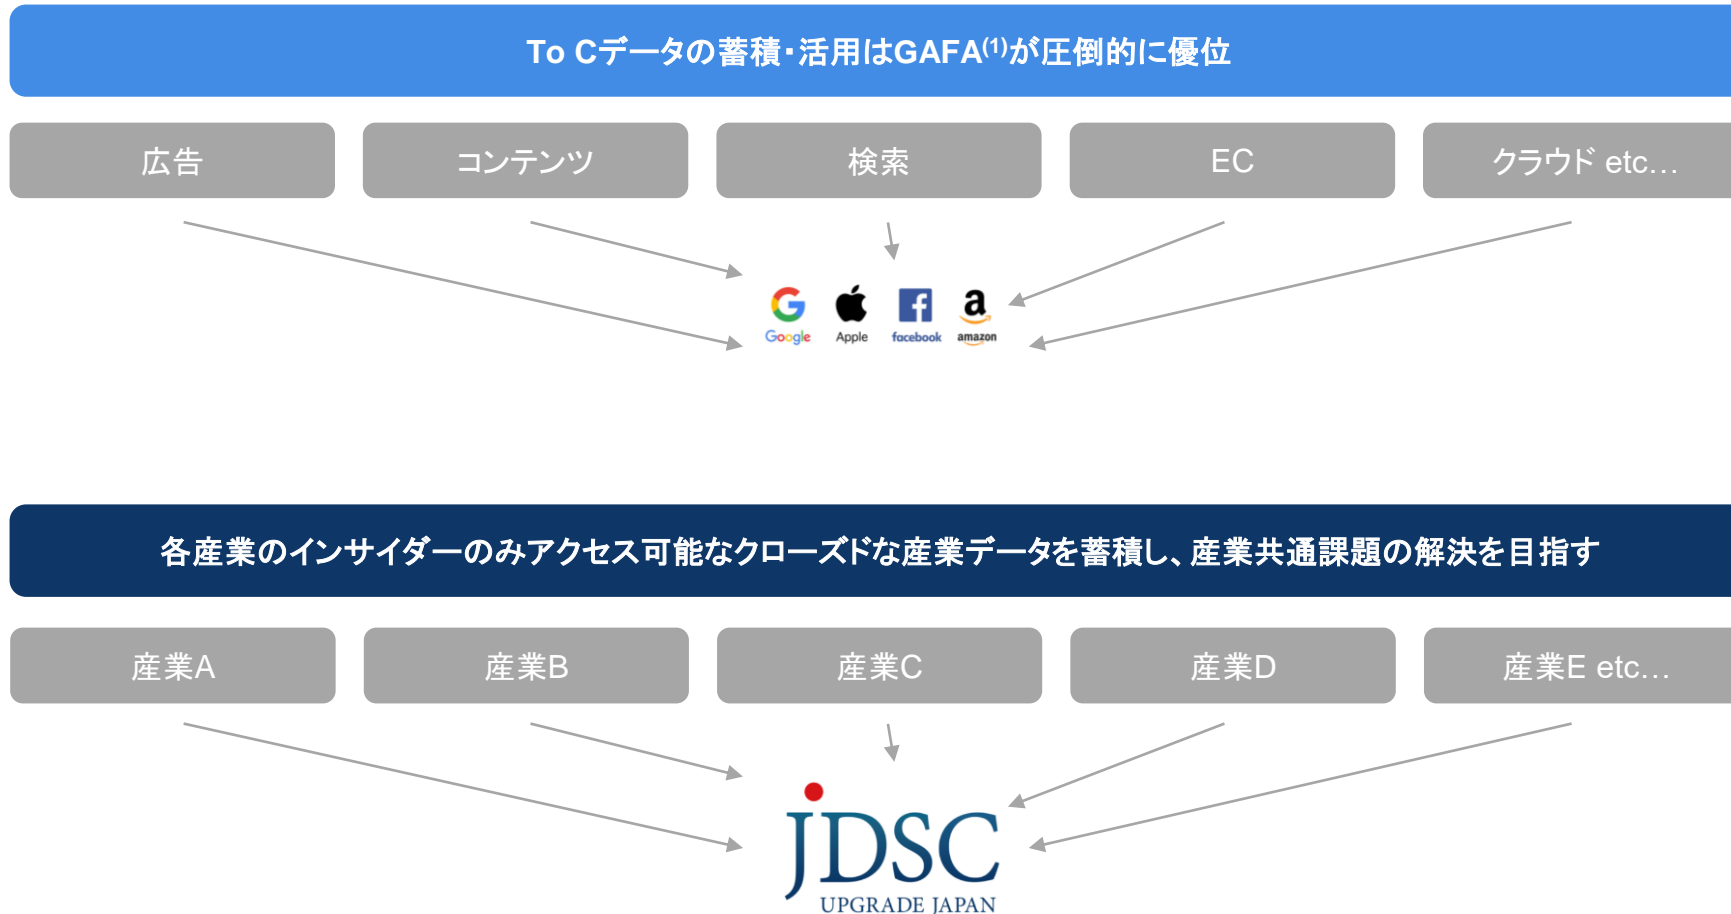 To Cデータの蓄積・活用はGAFA(1)が圧倒的に優位
広告
コンテンツ
検索
EC
クラウド etc…
Google
Apple
facebook
amazon
各産業のインサイダーのみアクセス可能なクローズドな産業データを蓄積し、産業共通課題の解決を目指す
産業A
産業B
産業C
産業D
産業E etc…
JDSC
UPGRADE JAPAN